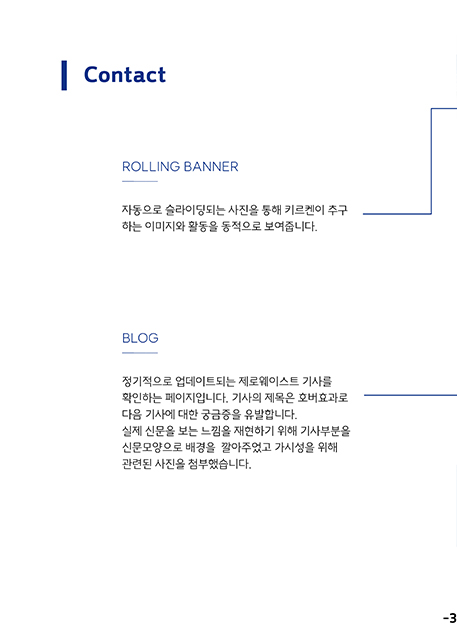 Contact
ROLLING BANNER
자동으로 슬라이딩되는 사진을 통해 키르켄이 추구
하는 이미지와 활동을 동적으로 보여줍니다.
BLOG
정기적으로 업데이트되는 제로웨이스트 기사를
확인하는 페이지입니다. 기사의 제목은 호버효과로
다음 기사에 대한 궁금증을 유발합니다.
실제 신문을 보는 느낌을 재현하기 위해 기사부분을
신문모양으로 배경을 깔아주었고 가시성을 위해
관련된 사진을 첨부했습니다.
-3